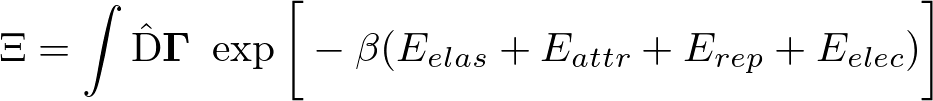 Ξ = ∫ D̂Γ exp[ − β(E_{elas} + E_{attr} + E_{rep} + E_{elec})]